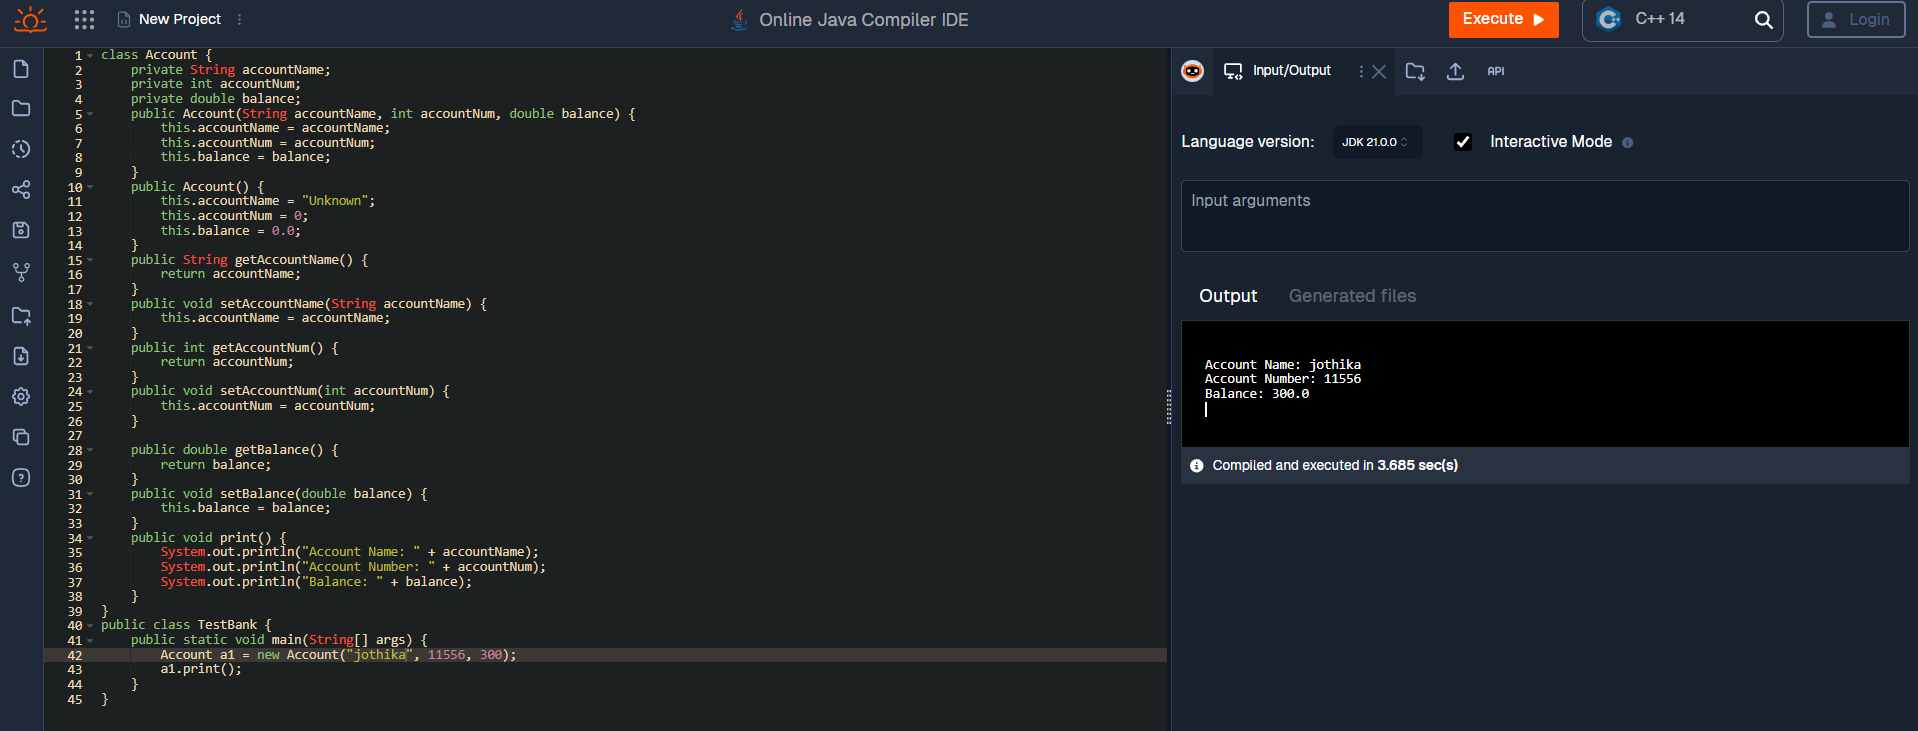 New Project
Online Java Compiler IDE
Execute
C++ 14
Login
1 class Account {
2     private String accountName;
3     private int accountNum;
4     private double balance;
5     public Account(String accountName, int accountNum, double balance) {
6         this.accountName = accountName;
7         this.accountNum = accountNum;
8         this.balance = balance;
9     }
10     public Account() {
11         this.accountName = "Unknown";
12         this.accountNum = 0;
13         this.balance = 0.0;
14     }
15     public String getAccountName() {
16         return accountName;
17     }
18     public void setAccountName(String accountName) {
19         this.accountName = accountName;
20     }
21     public int getAccountNum() {
22         return accountNum;
23     }
24     public void setAccountNum(int accountNum) {
25         this.accountNum = accountNum;
26     }
27
28     public double getBalance() {
29         return balance;
30     }
31     public void setBalance(double balance) {
32         this.balance = balance;
33     }
34     public void print() {
35         System.out.println("Account Name: " + accountName);
36         System.out.println("Account Number: " + accountNum);
37         System.out.println("Balance: " + balance);
38     }
39 }
40 public class TestBank {
41     public static void main(String[] args) {
42         Account a1 = new Account("jothika", 11556, 300);
43         a1.print();
44     }
45 }
Input/Output
API
Language version: JDK 21.0.0 Interactive Mode
Input arguments
Output Generated files
Account Name: jothika
Account Number: 11556
Balance: 300.0
Compiled and executed in 3.685 sec(s)